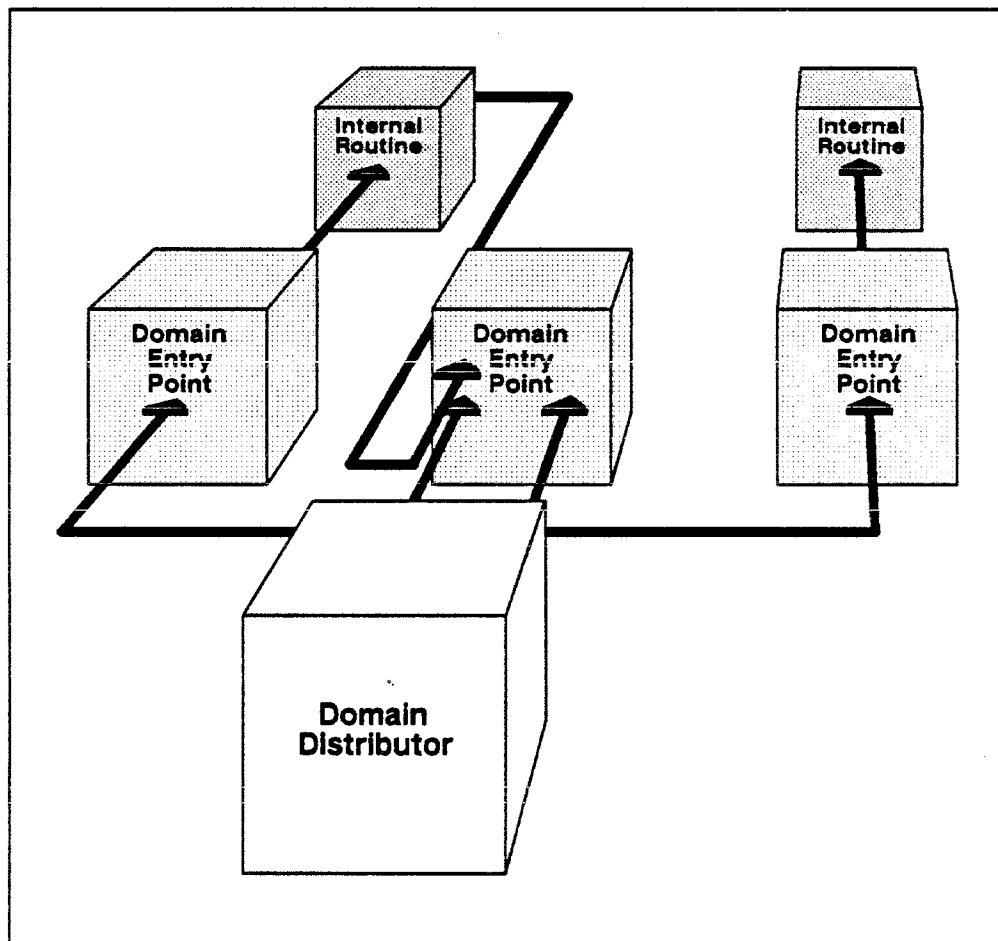 Internal
Routine
Internal
Routine
Domain
Entry
Point
Domain
Entry
Point
Domain
Entry
Point
Domain
Distributor